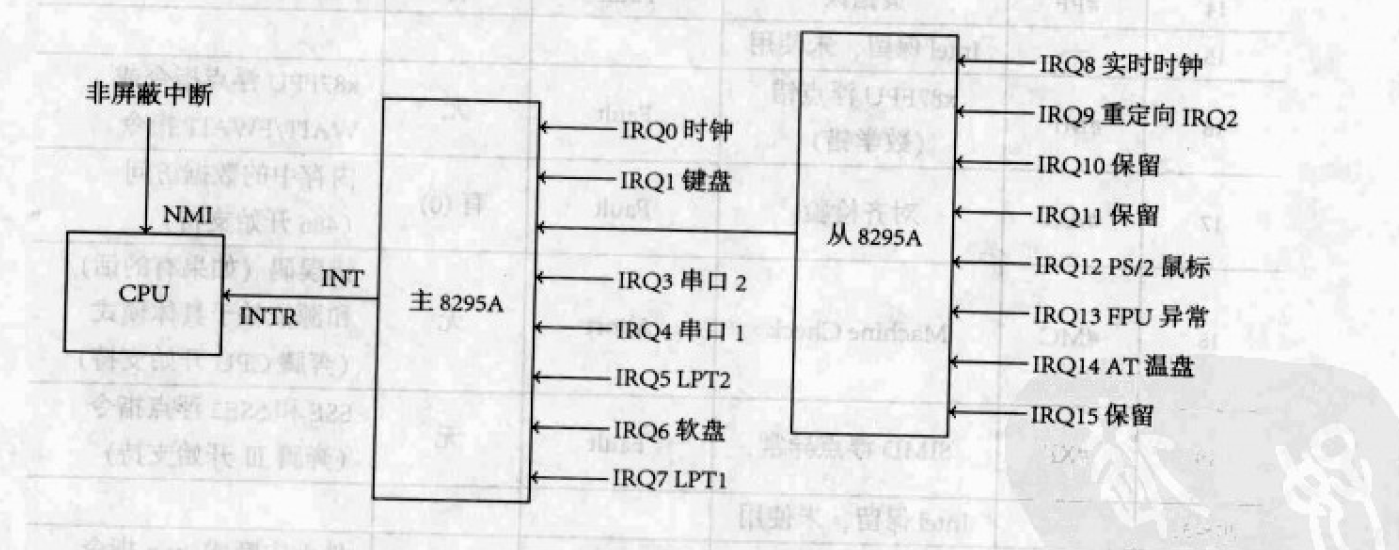 非屏蔽中断
NMI
CPU
INT
INTR
主 8295A
IRQ0 时钟
IRQ1 键盘
IRQ3 串口 2
IRQ4 串口 1
IRQ5 LPT2
IRQ6 软盘
IRQ7 LPT1
从 8295A
IRQ8 实时时钟
IRQ9 重定向 IRQ2
IRQ10 保留
IRQ11 保留
IRQ12 PS/2 鼠标
IRQ13 FPU 异常
IRQ14 AT 温盘
IRQ15 保留